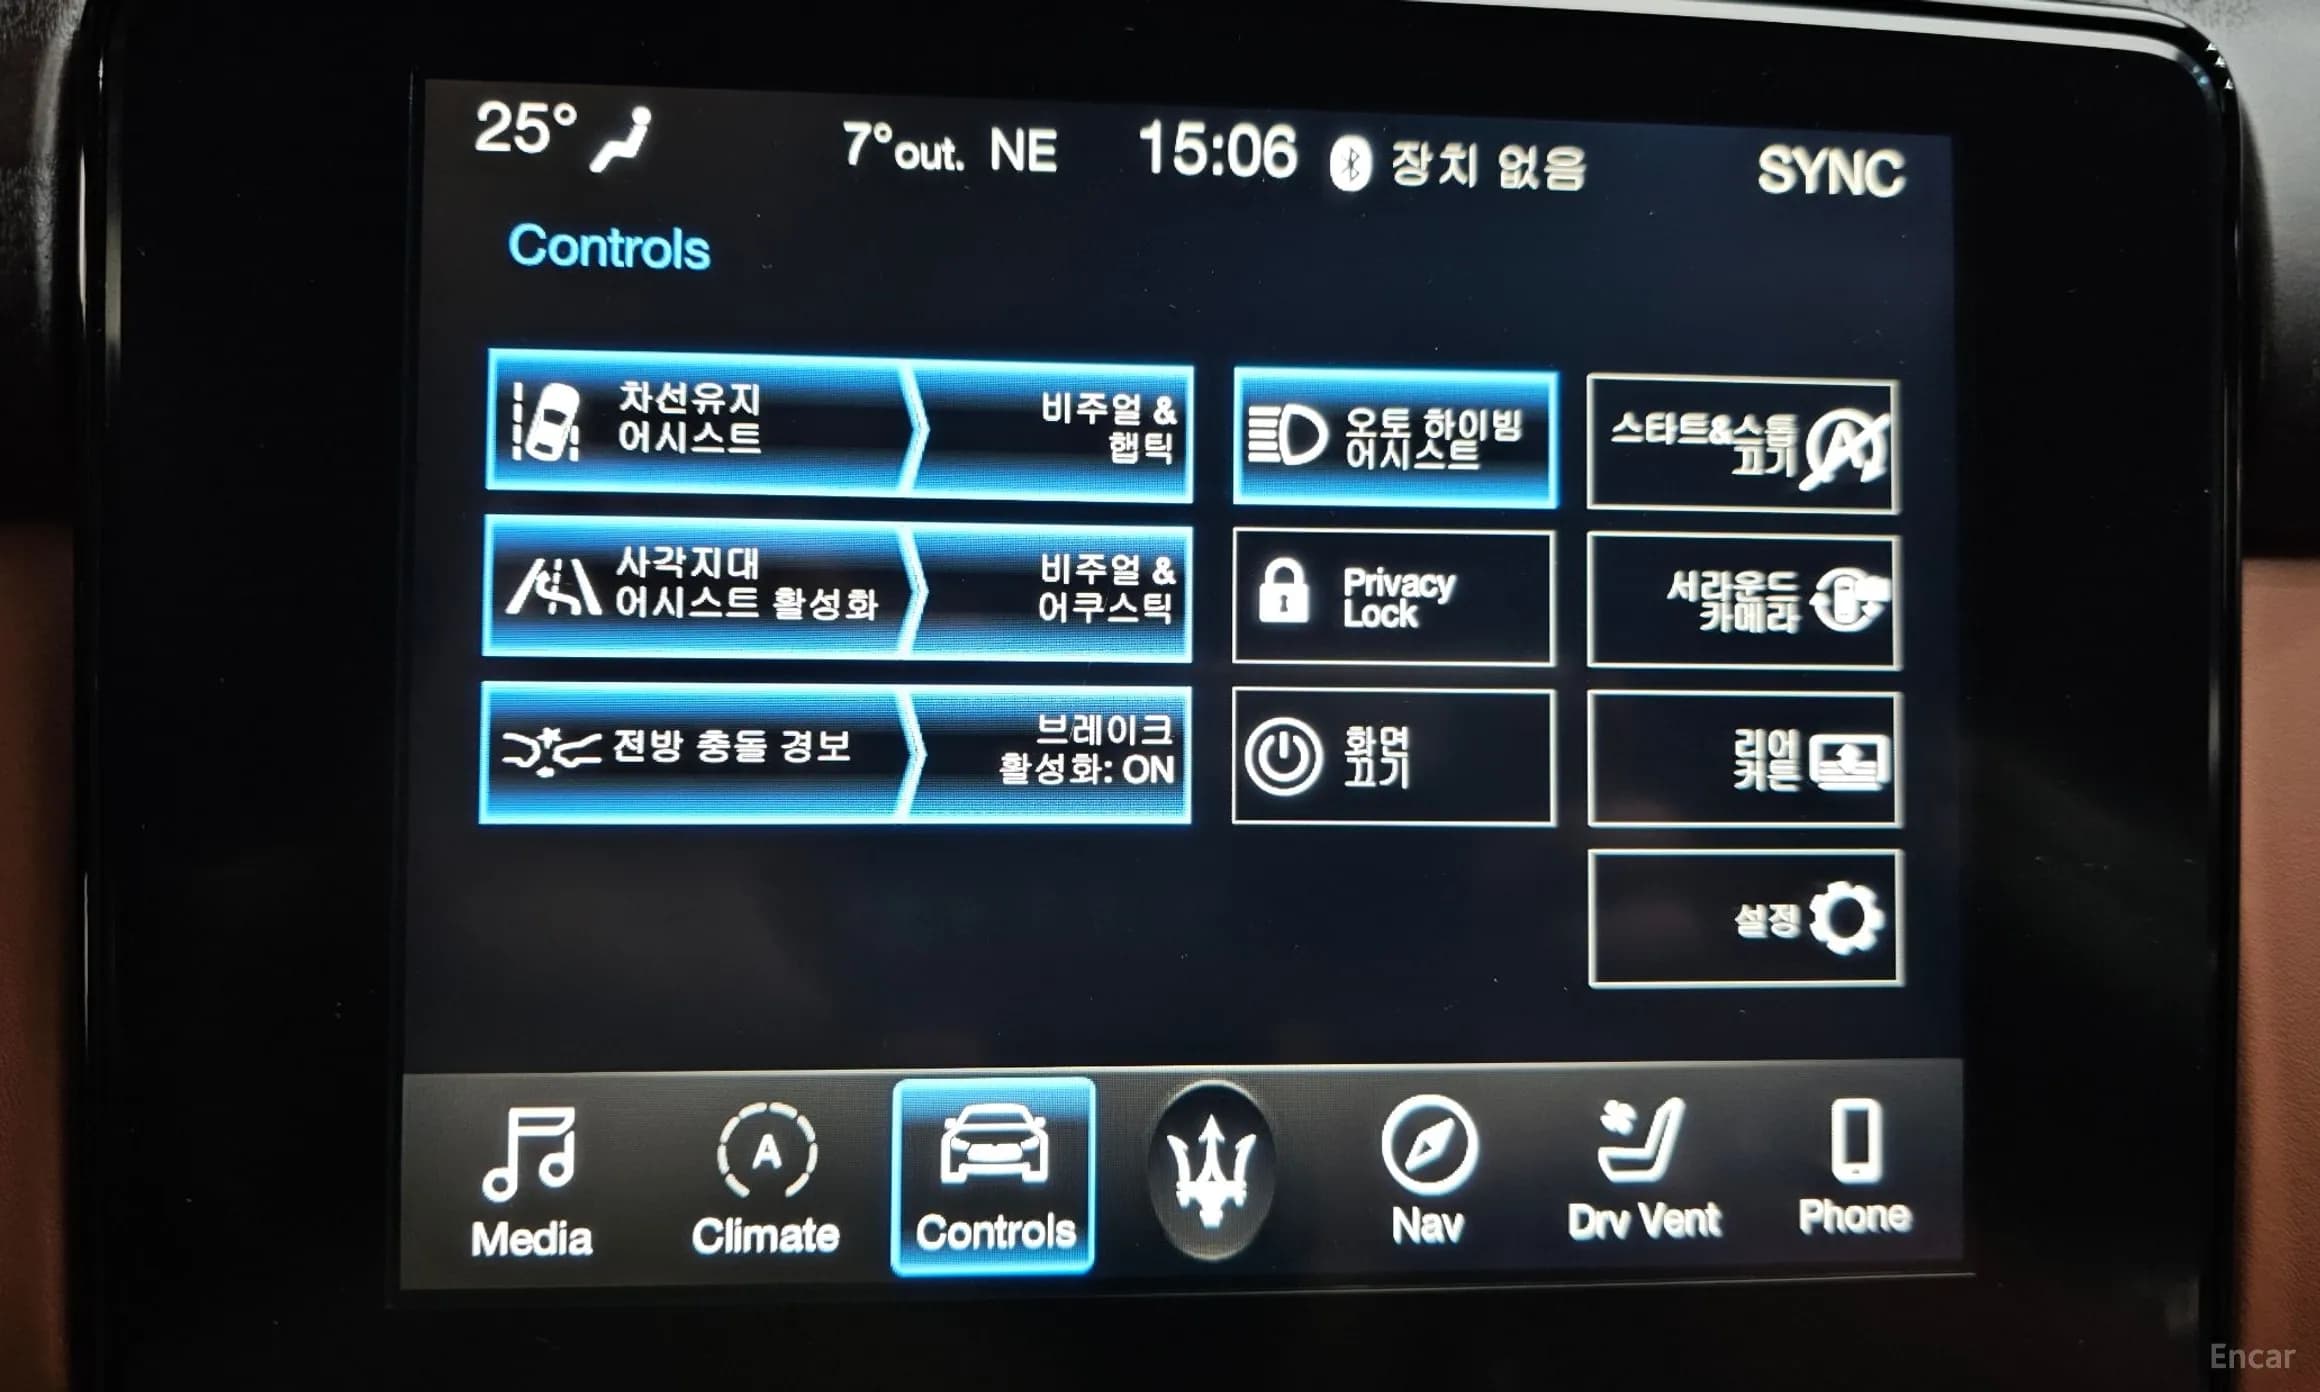 25°
7°out. NE
15:06
장치 없음
SYNC
Controls
차선유지
어시스트
비주얼 &
햅틱
오토 하이빔
어시스트
스타트&스톱
끄기
사각지대
어시스트 활성화
비주얼 &
어쿠스틱
Privacy
Lock
서라운드
카메라
전방 충돌 경보
브레이크
활성화: ON
화면
끄기
리어
커튼
설정
Media
A
Climate
Controls
Nav
Drv Vent
Phone
Encar